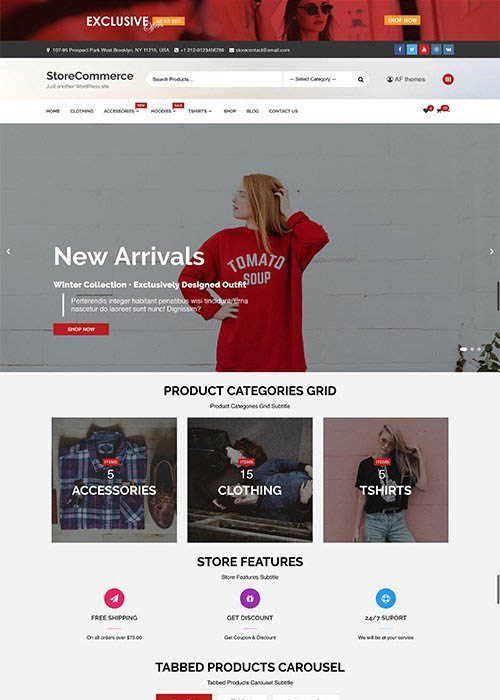 EXCLUSIVE
Offers
UP TO
SHOP NOW
107-95 Prospect Park West Brooklyn, NY 11215, USA
+1 212-0123456789
storecontact@email.com
StoreCommerce
Just another WordPress site
Search Products...
— Select Category —
AF themes
NEW
SALE
HOME
CLOTHING
ACCESSORIES
HOODIES
TSHIRTS
SHOP
BLOG
CONTACT US
New Arrivals
TOMATO
SOUP
Winter Collection • Exclusively Designed Outfit
Perferendis integer habitant penatibus wisi tincidunt urna
nascetur do laoreet sunt nunc! Dignissim?
SHOP NOW
PRODUCT CATEGORIES GRID
Product Categories Grid Subtitle
ITEMS
5
ACCESSORIES
ITEMS
15
CLOTHING
ITEMS
5
TSHIRTS
STORE FEATURES
Store Features Subtitle
FREE SHIPPING
On all orders over $75.00
GET DISCOUNT
Get Coupon & Discount
24/7 SUPORT
We will be at your service
TABBED PRODUCTS CAROUSEL
Tabbed Products Carousel Subtitle